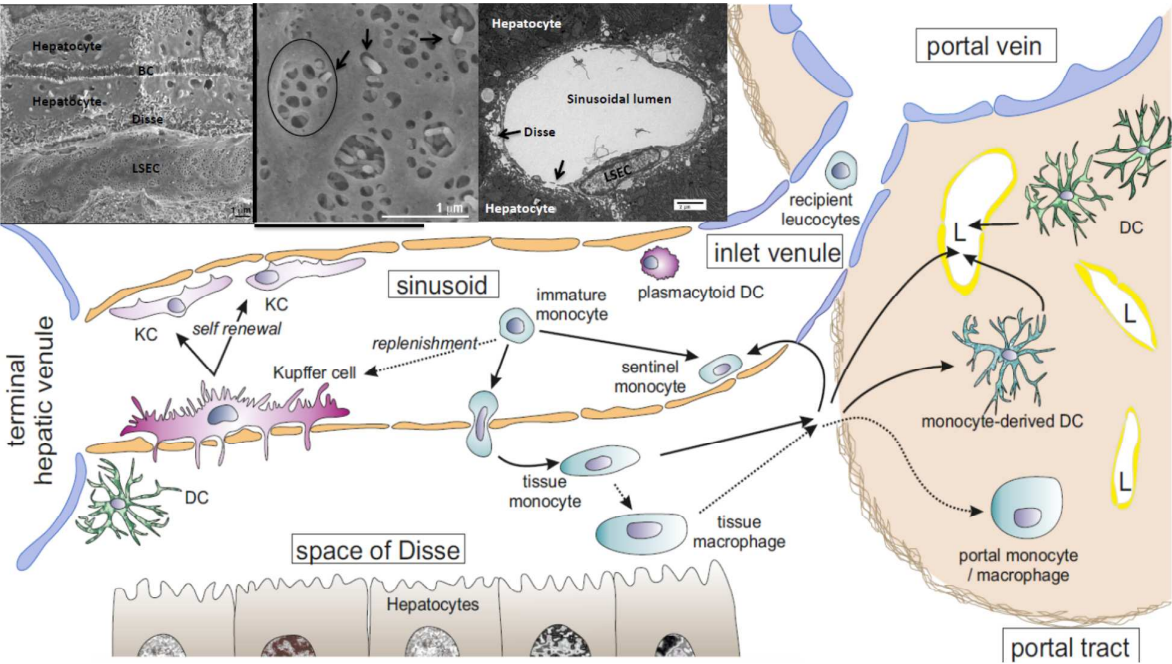 Hepatocyte
BC
Hepatocyte
Disse
LSEC
1 μm
1 μm
Hepatocyte
Sinusoidal lumen
Disse
LSEC
Hepatocyte
portal vein
recipient
leucocytes
DC
L
inlet venule
plasmacytoid DC
sinusoid
immature
monocyte
KC
KC
self renewal
replenishment
Kupffer cell
sentinel
monocyte
L
monocyte-derived DC
terminal
hepatic venule
DC
tissue
monocyte
tissue
macrophage
L
portal monocyte
/ macrophage
space of Disse
Hepatocytes
portal tract